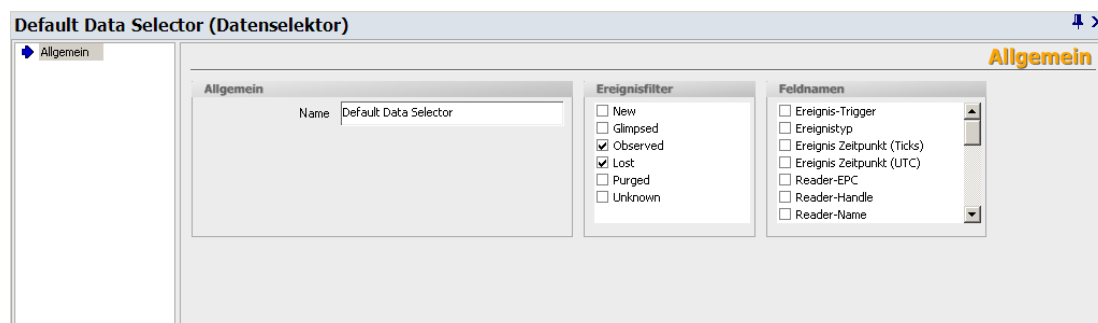 Default Data Selector (Datenselektor)
Allgemein
Allgemein
Allgemein
Name Default Data Selector
Ereignisfilter
New
Glimpsed
Observed
Lost
Purged
Unknown
Feldnamen
Ereignis-Trigger
Ereignistyp
Ereignis Zeitpunkt (Ticks)
Ereignis Zeitpunkt (UTC)
Reader-EPC
Reader-Handle
Reader-Name